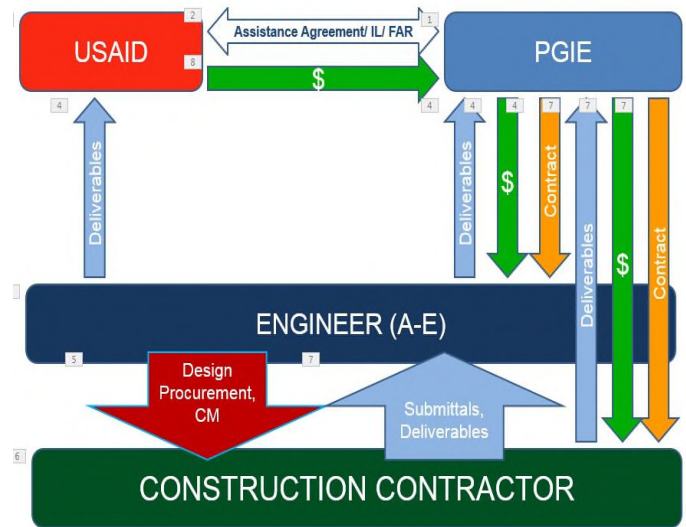 2
1
USAID
Assistance Agreement/ IL/ FAR
PGIE
8
$
4
4
4
4
7
7
7
Deliverables
Deliverables
$
Contract
Deliverables
$
Contract
ENGINEER (A-E)
5
7
Design
Procurement,
CM
Submittals,
Deliverables
6
CONSTRUCTION CONTRACTOR